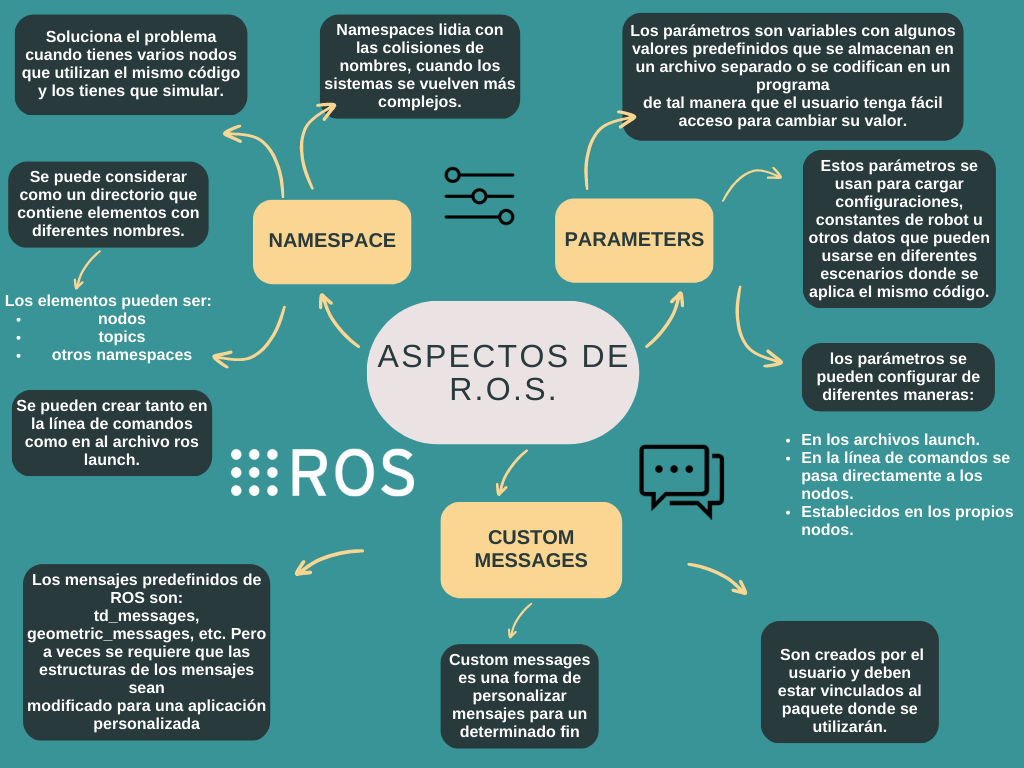 Soluciona el problema
cuando tienes varios nodos
que utilizan el mismo código
y los tienes que simular.
Namespaces lidia con
las colisiones de
nombres, cuando los
sistemas se vuelven más
complejos.
Los parámetros son variables con algunos
valores predefinidos que se almacenan en
un archivo separado o se codifican en un
programa
de tal manera que el usuario tenga fácil
acceso para cambiar su valor.
Se puede considerar
como un directorio que
contiene elementos con
diferentes nombres.
NAMESPACE
PARAMETERS
Estos parámetros se
usan para cargar
configuraciones,
constantes de robot u
otros datos que pueden
usarse en diferentes
escenarios donde se
aplica el mismo código.
Los elementos pueden ser:
• nodos
• topics
• otros namespaces
ASPECTOS DE
R.O.S.
los parámetros se
pueden configurar de
diferentes maneras:
Se pueden crear tanto en
la línea de comandos
como en al archivo ros
launch.
ROS
• En los archivos launch.
• En la línea de comandos se
pasa directamente a los
nodos.
• Establecidos en los propios
nodos.
CUSTOM
MESSAGES
Los mensajes predefinidos de
ROS son:
td_messages,
geometric_messages, etc. Pero
a veces se requiere que las
estructuras de los mensajes
sean
modificado para una aplicación
personalizada
Custom messages
es una forma de
personalizar
mensajes para un
determinado fin
Son creados por el
usuario y deben
estar vinculados al
paquete donde se
utilizarán.